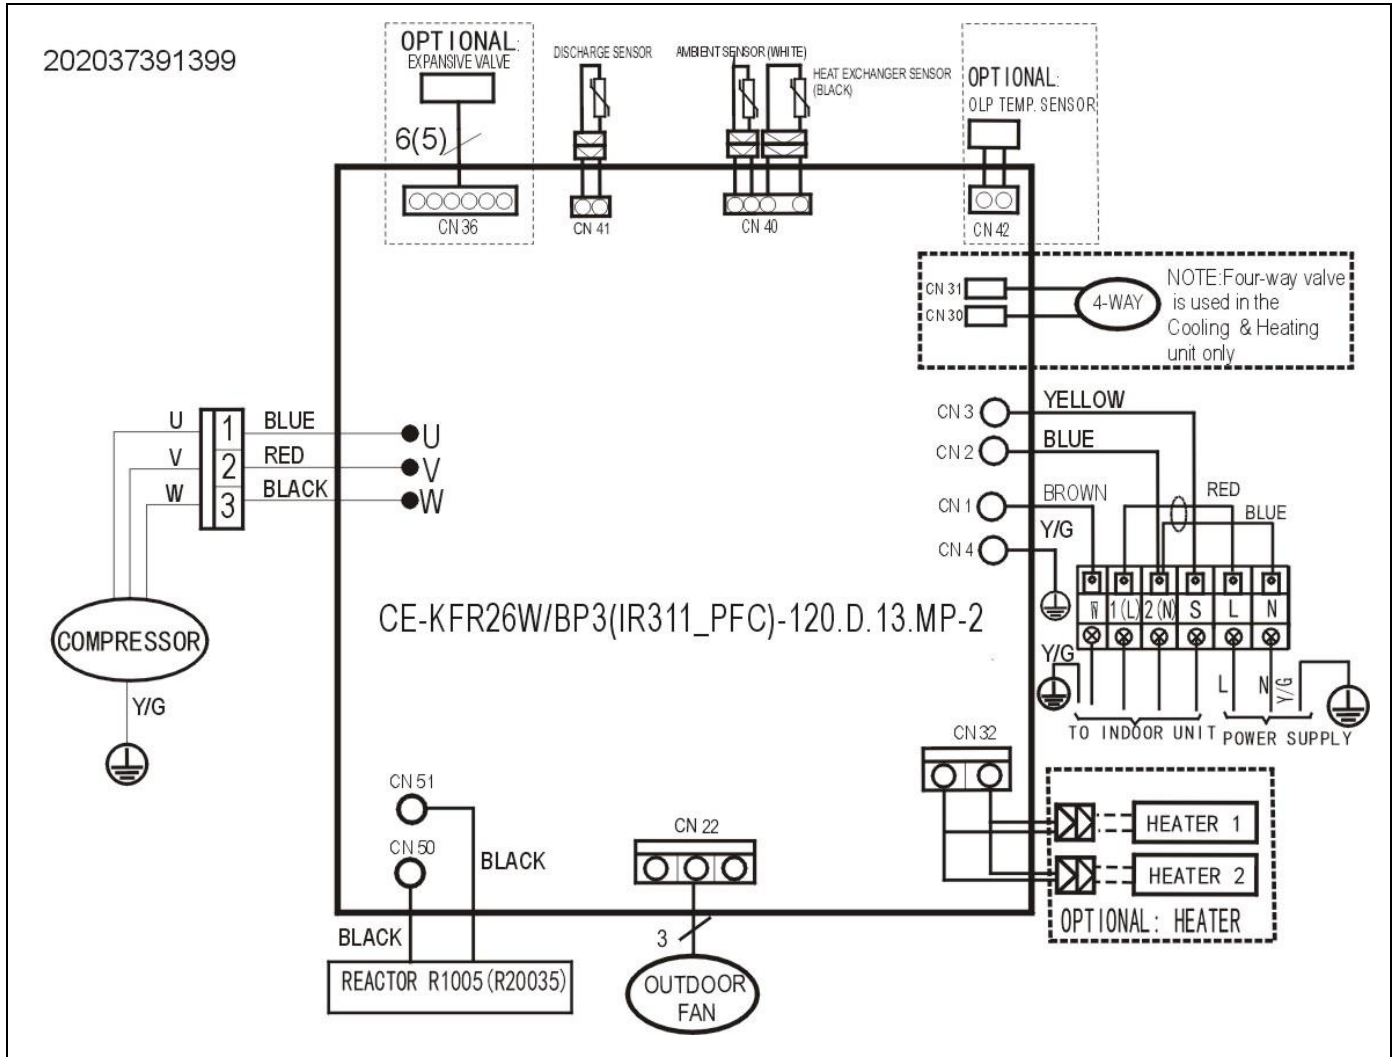 202037391399
OPTIONAL:
EXPANSIVE VALVE
6(5)
CN36
DISCHARGE SENSOR
CN 41
AMBIENT SENSOR (WHITE)
HEAT EXCHANGER SENSOR
(BLACK)
CN 40
OPTIONAL:
OLP TEMP. SENSOR
CN 42
CN 31
CN 30
4-WAY
NOTE:Four-way valve
is used in the
Cooling & Heating
unit only
U
V
W
1
2
3
BLUE
RED
BLACK
U
V
W
COMPRESSOR
Y/G
CN 3
YELLOW
CN 2
BLUE
CN 1
BROWN
CN 4
Y/G
RED
BLUE
1(L)
2(N)
S
L
N
Y/G
L
N
Y/G
TO INDOOR UNIT
POWER SUPPLY
CE-KFR26W/BP3(IR311_PFC)-120.D.13.MP-2
CN 51
CN 50
BLACK
BLACK
REACTOR R1005(R20035)
CN 22
3
OUTDOOR
FAN
CN 32
HEATER 1
HEATER 2
OPTIONAL: HEATER